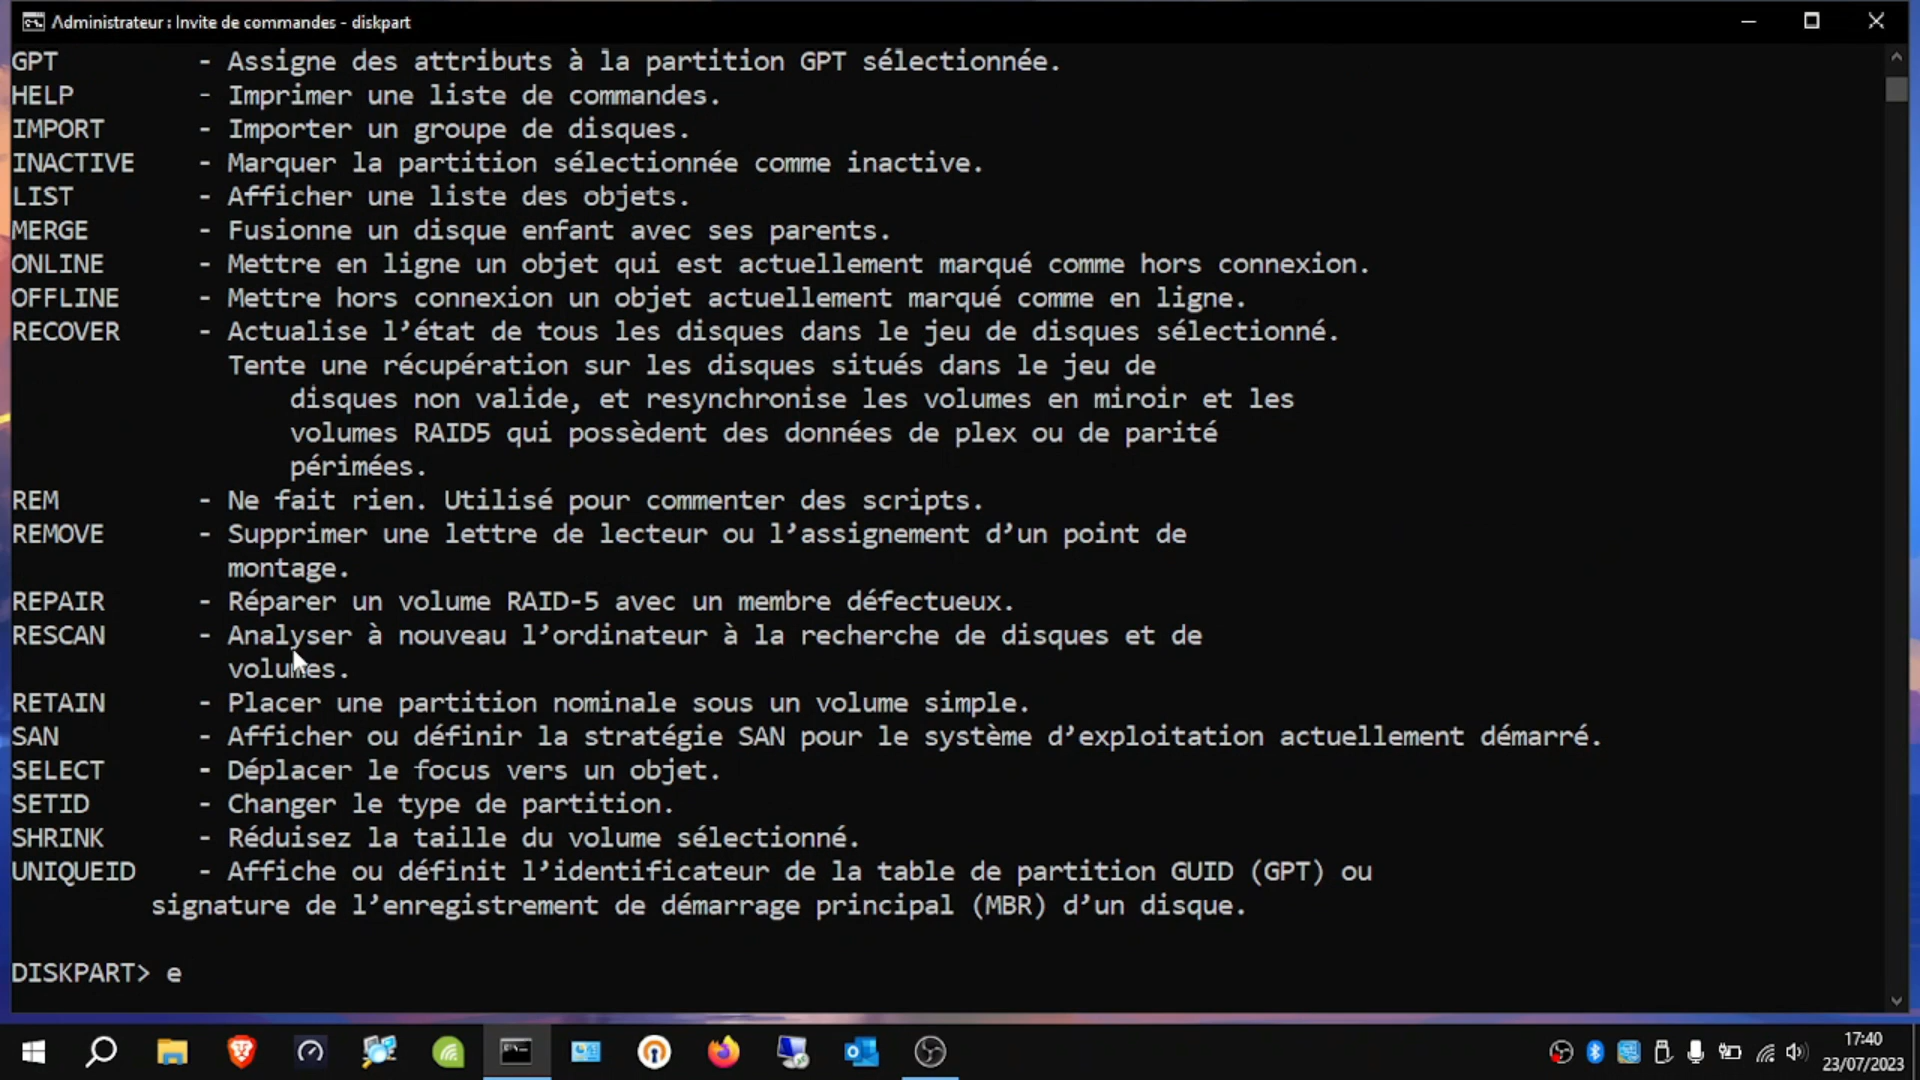 Administrateur : Invite de commandes - diskpart
GPT - Assigne des attributs à la partition GPT sélectionnée.
HELP - Imprimer une liste de commandes.
IMPORT - Importer un groupe de disques.
INACTIVE - Marquer la partition sélectionnée comme inactive.
LIST - Afficher une liste des objets.
MERGE - Fusionne un disque enfant avec ses parents.
ONLINE - Mettre en ligne un objet qui est actuellement marqué comme hors connexion.
OFFLINE - Mettre hors connexion un objet actuellement marqué comme en ligne.
RECOVER - Actualise l’état de tous les disques dans le jeu de disques sélectionné.
Tente une récupération sur les disques situés dans le jeu de
disques non valide, et resynchronise les volumes en miroir et les
volumes RAID5 qui possèdent des données de plex ou de parité
périmées.
REM - Ne fait rien. Utilisé pour commenter des scripts.
REMOVE - Supprimer une lettre de lecteur ou l’assignement d’un point de
montage.
REPAIR - Réparer un volume RAID-5 avec un membre défectueux.
RESCAN - Analyser à nouveau l’ordinateur à la recherche de disques et de
volumes.
RETAIN - Placer une partition nominale sous un volume simple.
SAN - Afficher ou définir la stratégie SAN pour le système d’exploitation actuellement démarré.
SELECT - Déplacer le focus vers un objet.
SETID - Changer le type de partition.
SHRINK - Réduisez la taille du volume sélectionné.
UNIQUEID - Affiche ou définit l’identificateur de la table de partition GUID (GPT) ou
signature de l’enregistrement de démarrage principal (MBR) d’un disque.
DISKPART> e
17:40
23/07/2023